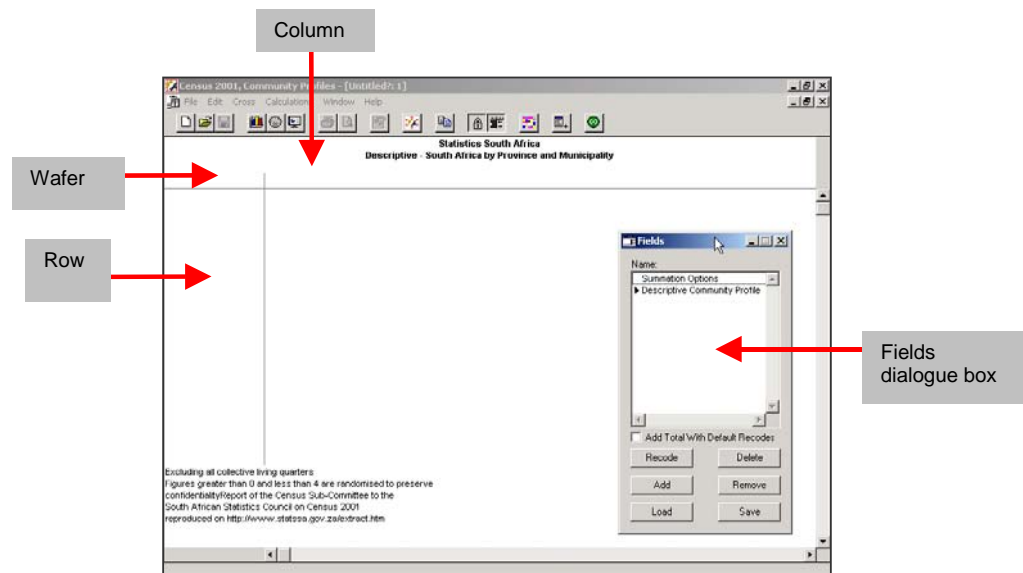 Column
Census 2001, Community Profiles - [Untitled?: 1]
File Edit Cross Calculations Window Help
Statistics South Africa
Descriptive - South Africa by Province and Municipality
Wafer
Row
Fields
Name:
Summation Options
Descriptive Community Profile
Fields
dialogue box
Add Total With Default Recodes
Recode Delete
Add Remove
Load Save
Excluding all collective living quarters
Figures greater than 0 and less than 4 are randomised to preserve
confidentialityReport of the Census Sub-Committee to the
South African Statistics Council on Census 2001
reproduced on http://www.statssa.gov.za/extract.htm